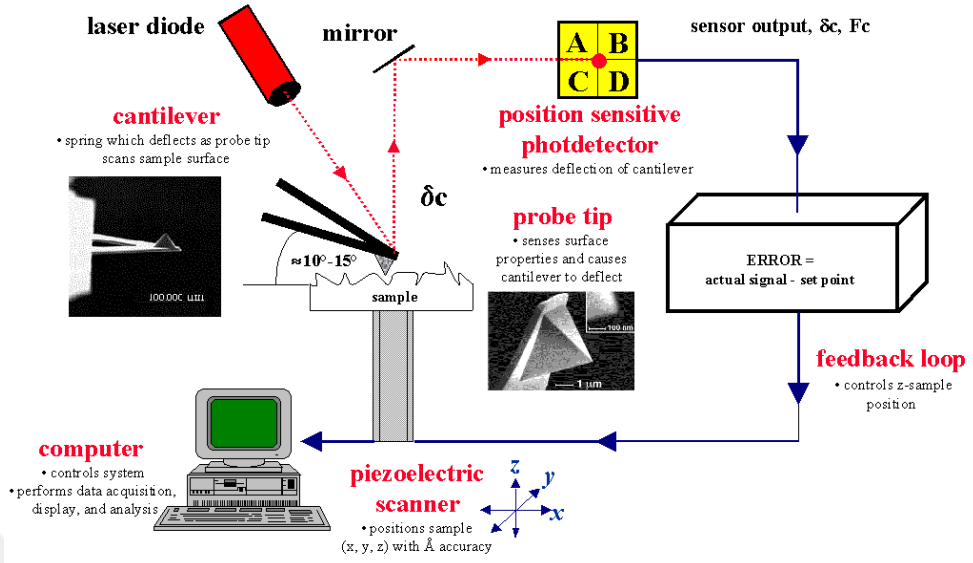 laser diode
mirror
A B
C D
sensor output, δc, Fc
cantilever
• spring which deflects as probe tip
scans sample surface
100.000 µm
position sensitive
photdetector
• measures deflection of cantilever
δc
≈10°-15°
sample
probe tip
• senses surface
properties and causes
cantilever to deflect
100 nm
1 µm
ERROR =
actual signal - set point
feedback loop
• controls z-sample
position
computer
• controls system
• performs data acquisition,
display, and analysis
piezoelectric
scanner
• positions sample
(x, y, z) with Å accuracy
z
y
x